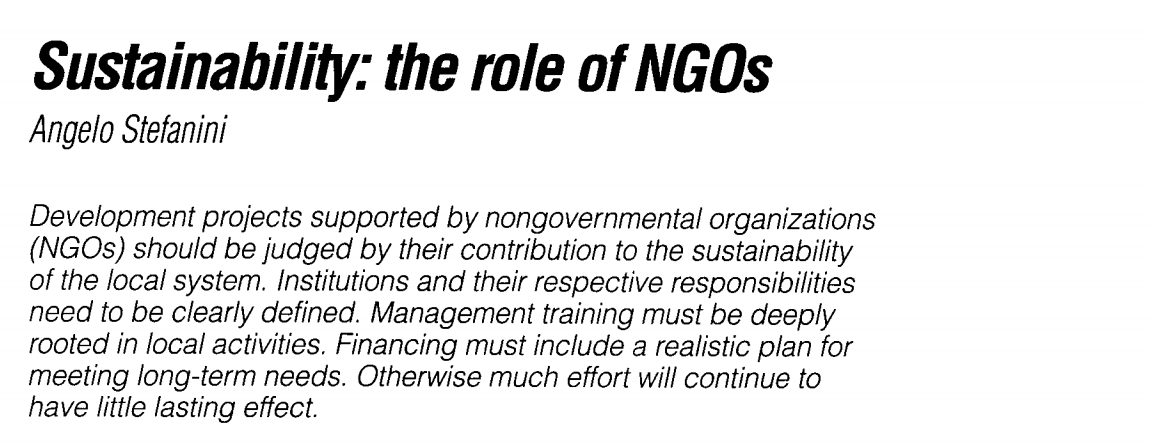 Sustainability: the role of NGOs
Angelo Stefanini
Development projects supported by nongovernmental organizations
(NGOs) should be judged by their contribution to the sustainability
of the local system. Institutions and their respective responsibilities
need to be clearly defined. Management training must be deeply
rooted in local activities. Financing must include a realistic plan for
meeting long-term needs. Otherwise much effort will continue to
have little lasting effect.